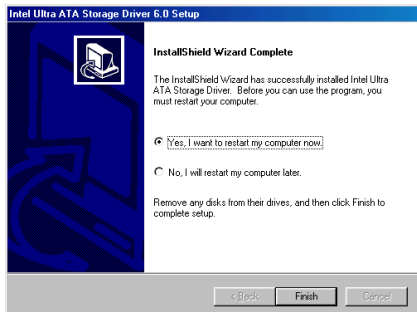 Intel Ultra ATA Storage Driver 6.0 Setup
InstallShield Wizard Complete
The InstallShield Wizard has successfully installed Intel Ultra
ATA Storage Driver. Before you can use the program, you
must restart your computer.
Yes, I want to restart my computer now.
No, I will restart my computer later.
Remove any disks from their drives, and then click Finish to
complete setup.
< Back
Finish
Cancel